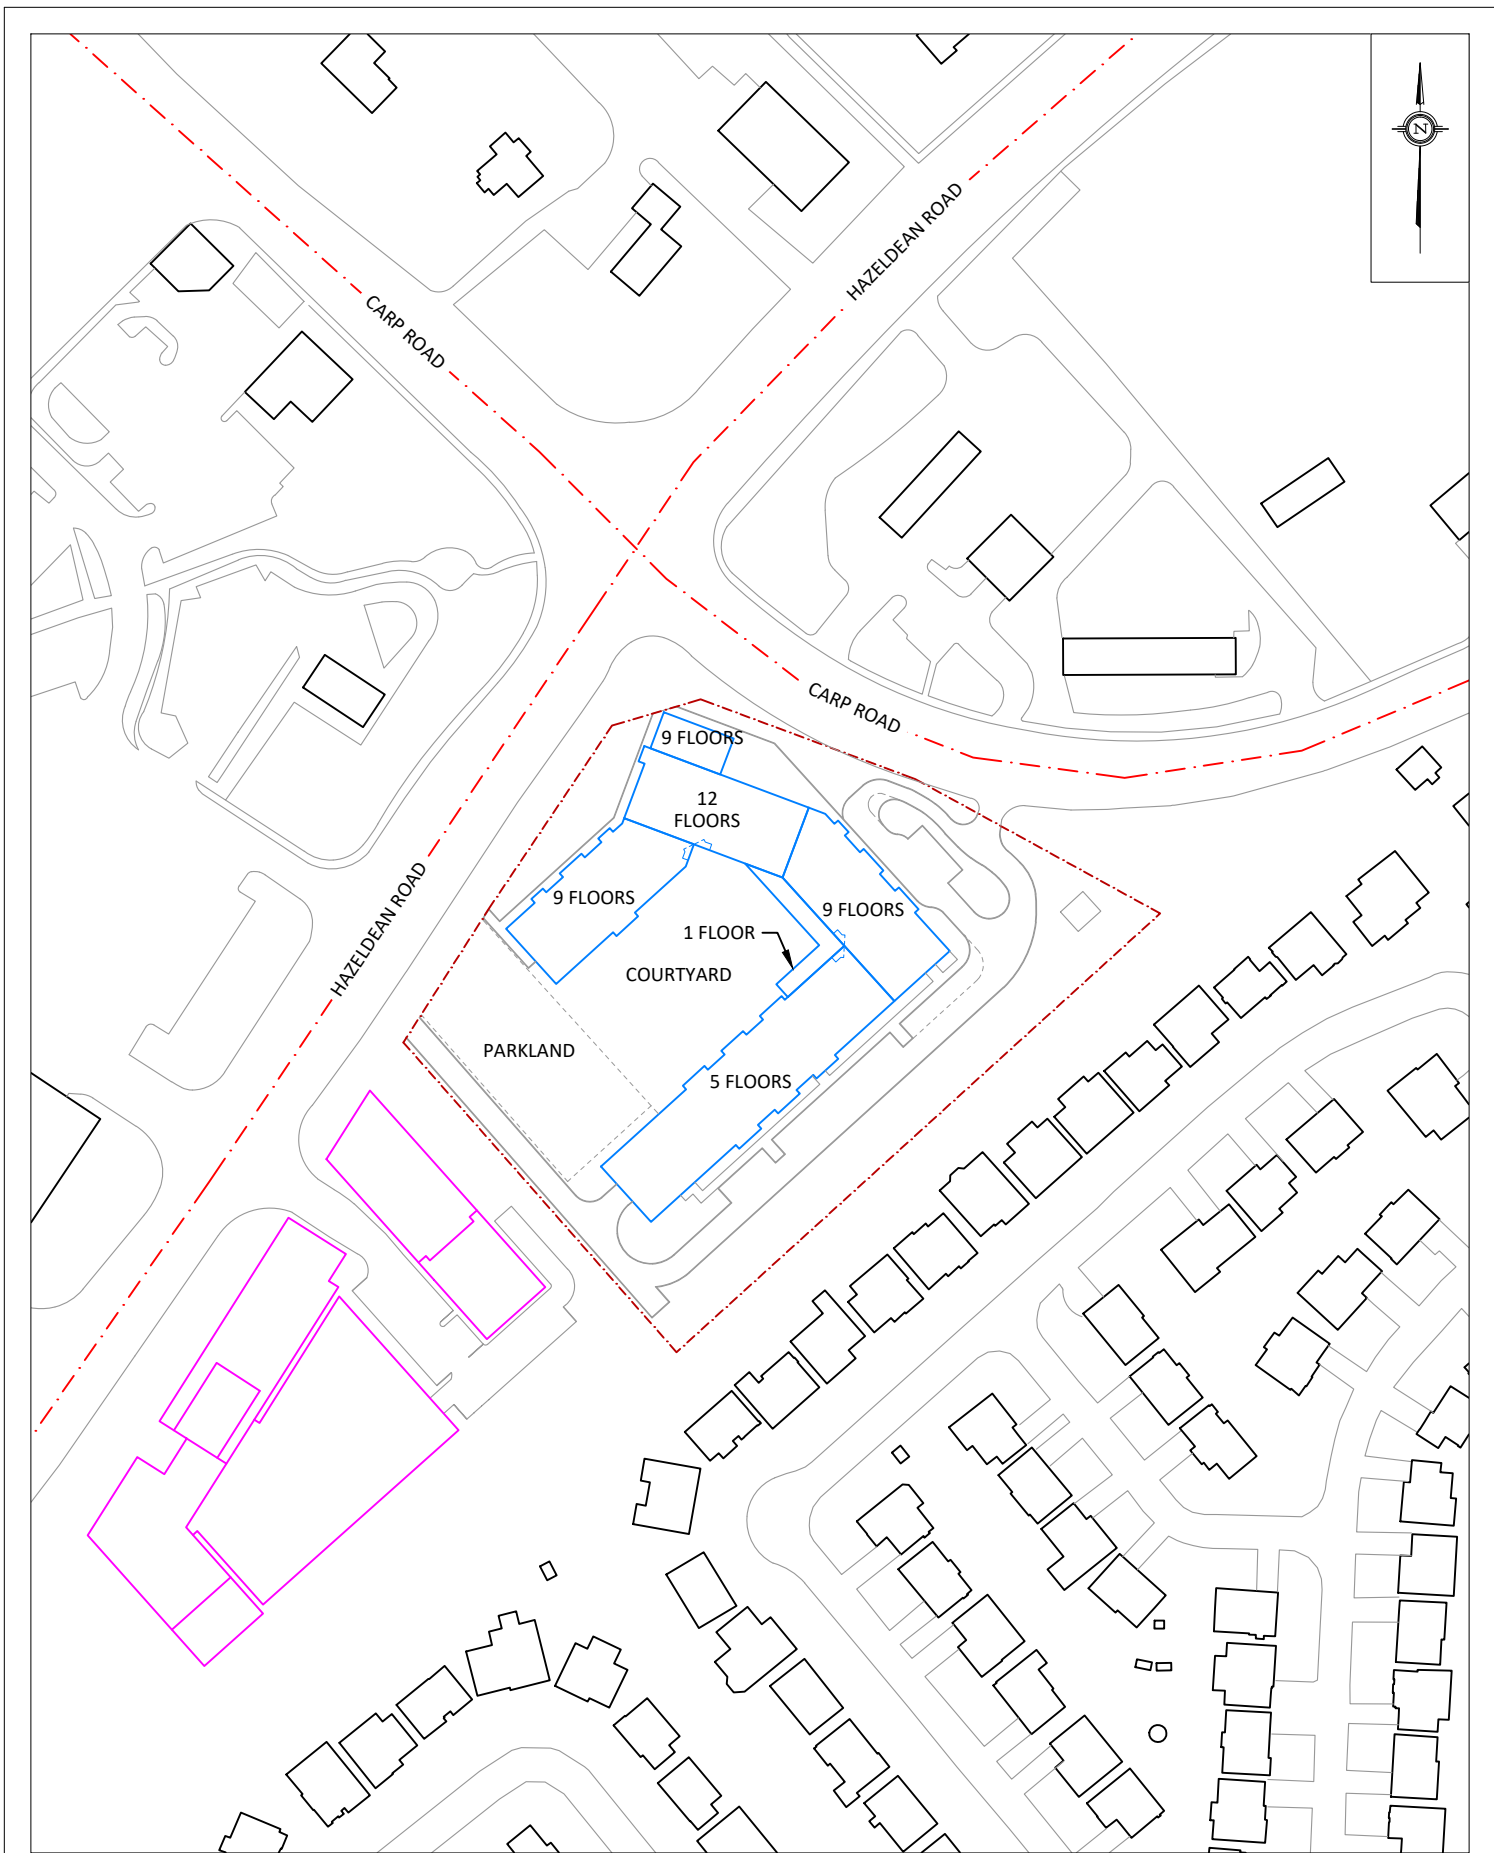 N
HAZELDEAN ROAD
CARP ROAD
CARP ROAD
9 FLOORS
12
FLOORS
9 FLOORS
9 FLOORS
HAZELDEAN ROAD
1 FLOOR
COURTYARD
PARKLAND
5 FLOORS